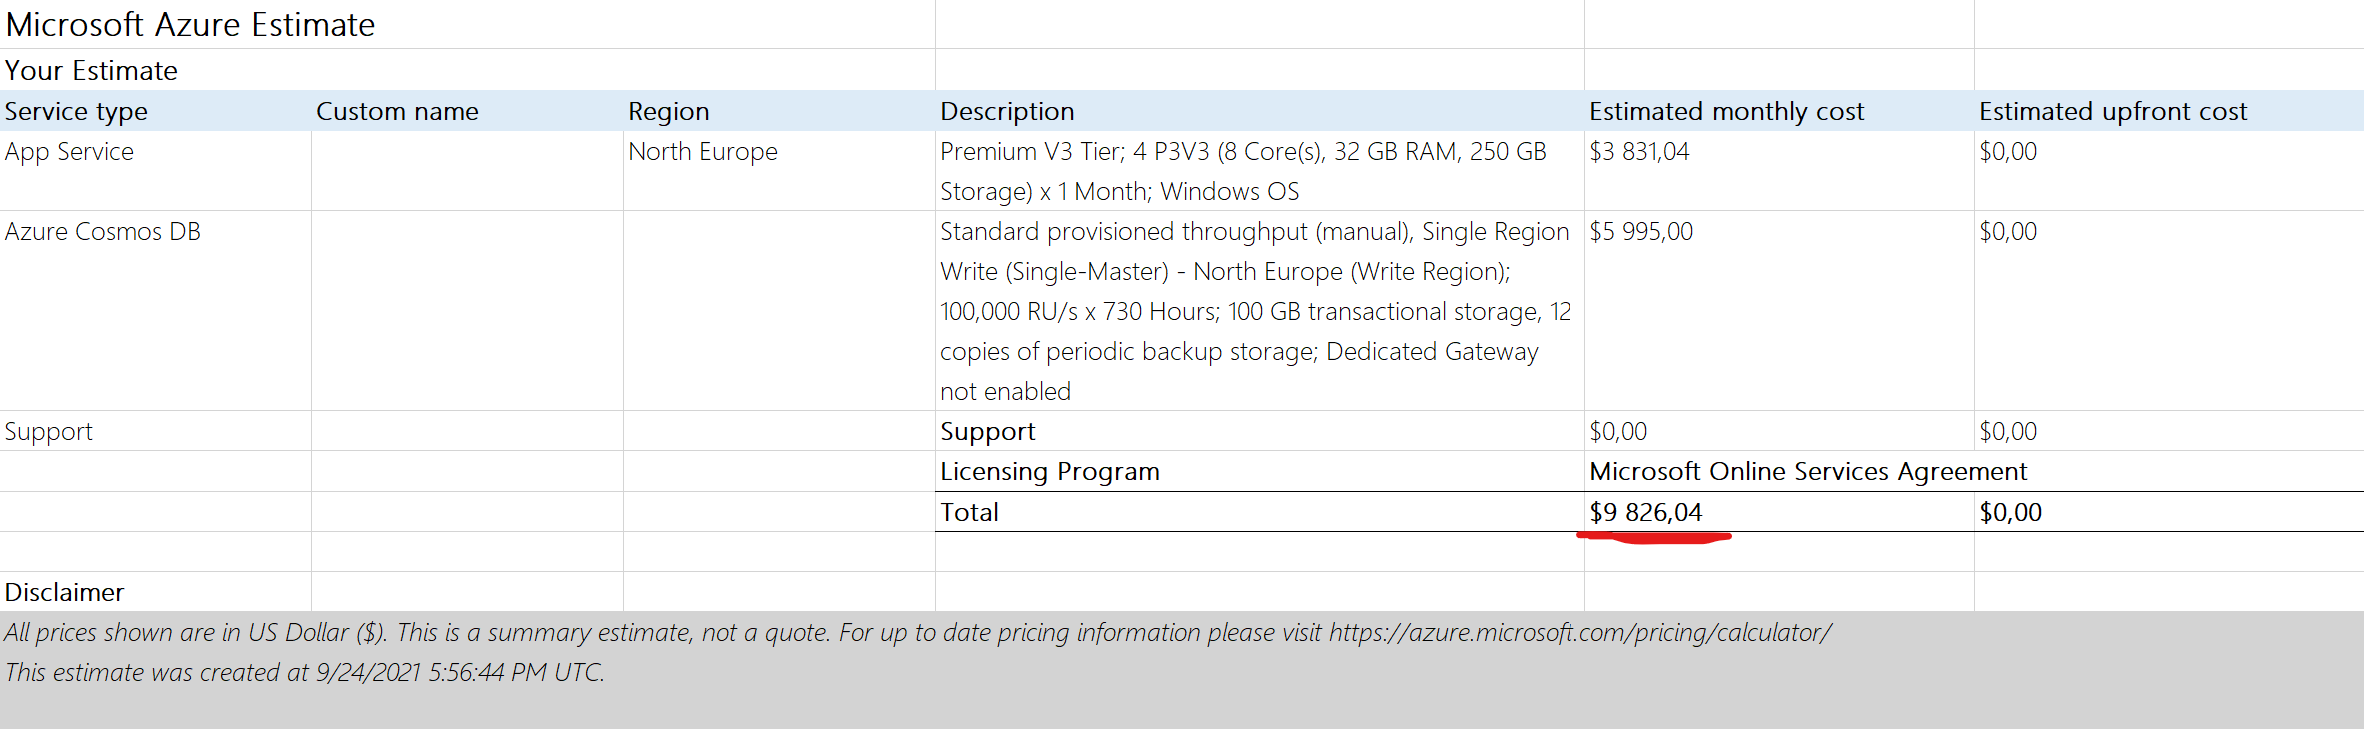 Microsoft Azure Estimate
Your Estimate
Service type Custom name Region Description Estimated monthly cost Estimated upfront cost
App Service North Europe Premium V3 Tier; 4 P3V3 (8 Core(s), 32 GB RAM, 250 GB $3 831,04 $0,00
Storage) x 1 Month; Windows OS
Azure Cosmos DB Standard provisioned throughput (manual), Single Region $5 995,00 $0,00
Write (Single-Master) - North Europe (Write Region);
100,000 RU/s x 730 Hours; 100 GB transactional storage, 12
copies of periodic backup storage; Dedicated Gateway
not enabled
Support Support $0,00 $0,00
Licensing Program Microsoft Online Services Agreement
Total $9 826,04 $0,00
Disclaimer
All prices shown are in US Dollar ($). This is a summary estimate, not a quote. For up to date pricing information please visit https://azure.microsoft.com/pricing/calculator/
This estimate was created at 9/24/2021 5:56:44 PM UTC.